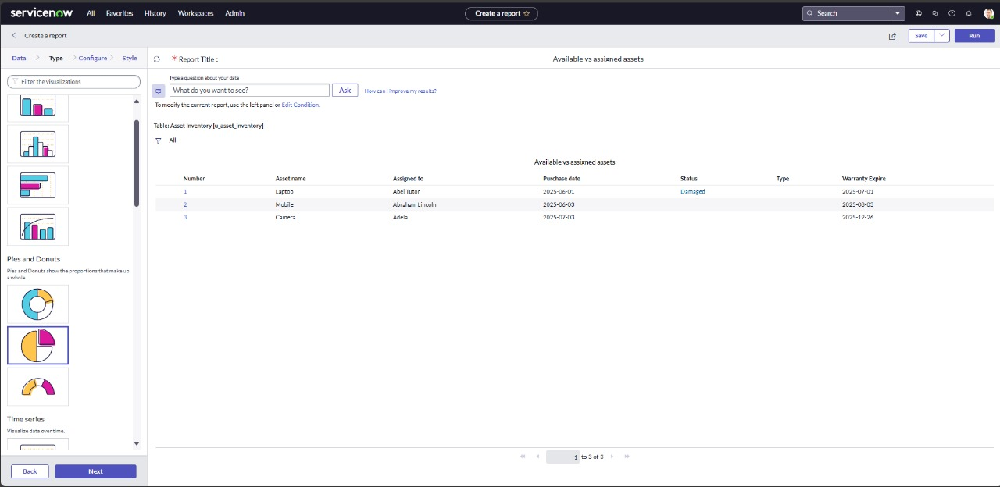 servicenow All Favorites History Workspaces Admin Create a report Search
Create a report Save Run
Data Type Configure Style
* Report Title : Available vs assigned assets
Filter the visualizations
Type a question about your data
What do you want to see? Ask How can I improve my results?
To modify the current report, use the left panel or Edit Condition.
Table: Asset Inventory [u_asset_inventory]
All
Available vs assigned assets
Number Asset name Assigned to Purchase date Status Type Warranty Expire
1 Laptop Abel Tutor 2025-06-01 Damaged 2025-07-01
2 Mobile Abraham Lincoln 2025-06-03 2025-08-03
3 Camera Adela 2025-07-03 2025-12-26
Pies and Donuts
Pies and Donuts show the proportions that make up
a whole.
Time series
Visualize data over time.
1 to 3 of 3
Back Next